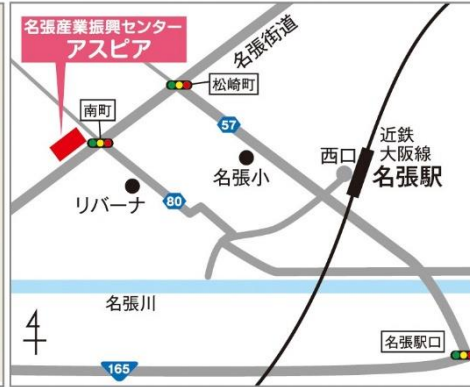 名張産業振興センター
アスピア
名張街道
松崎町
南町
57
近鉄
大阪線
名張駅
西口
名張小
リバーナ
80
名張川
名張駅口
165